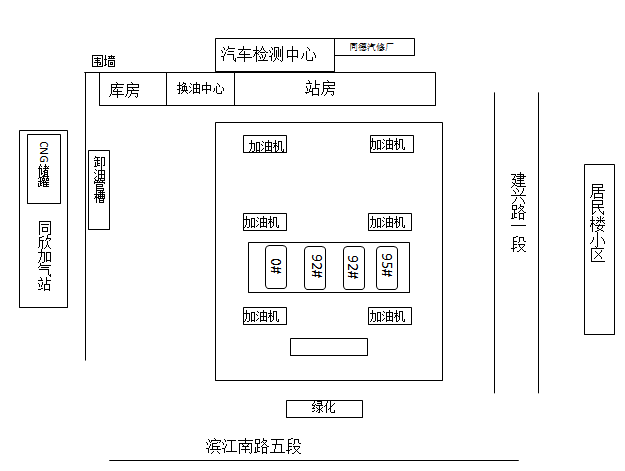 汽车检测中心
同德汽修厂
围墙
库房
换油中心
站房
加油机
加油机
CNG储罐
卸油管槽
建兴路一段
居民楼小区
同欣加气站
加油机
加油机
0#
92#
92#
95#
加油机
加油机
绿化
滨江南路五段